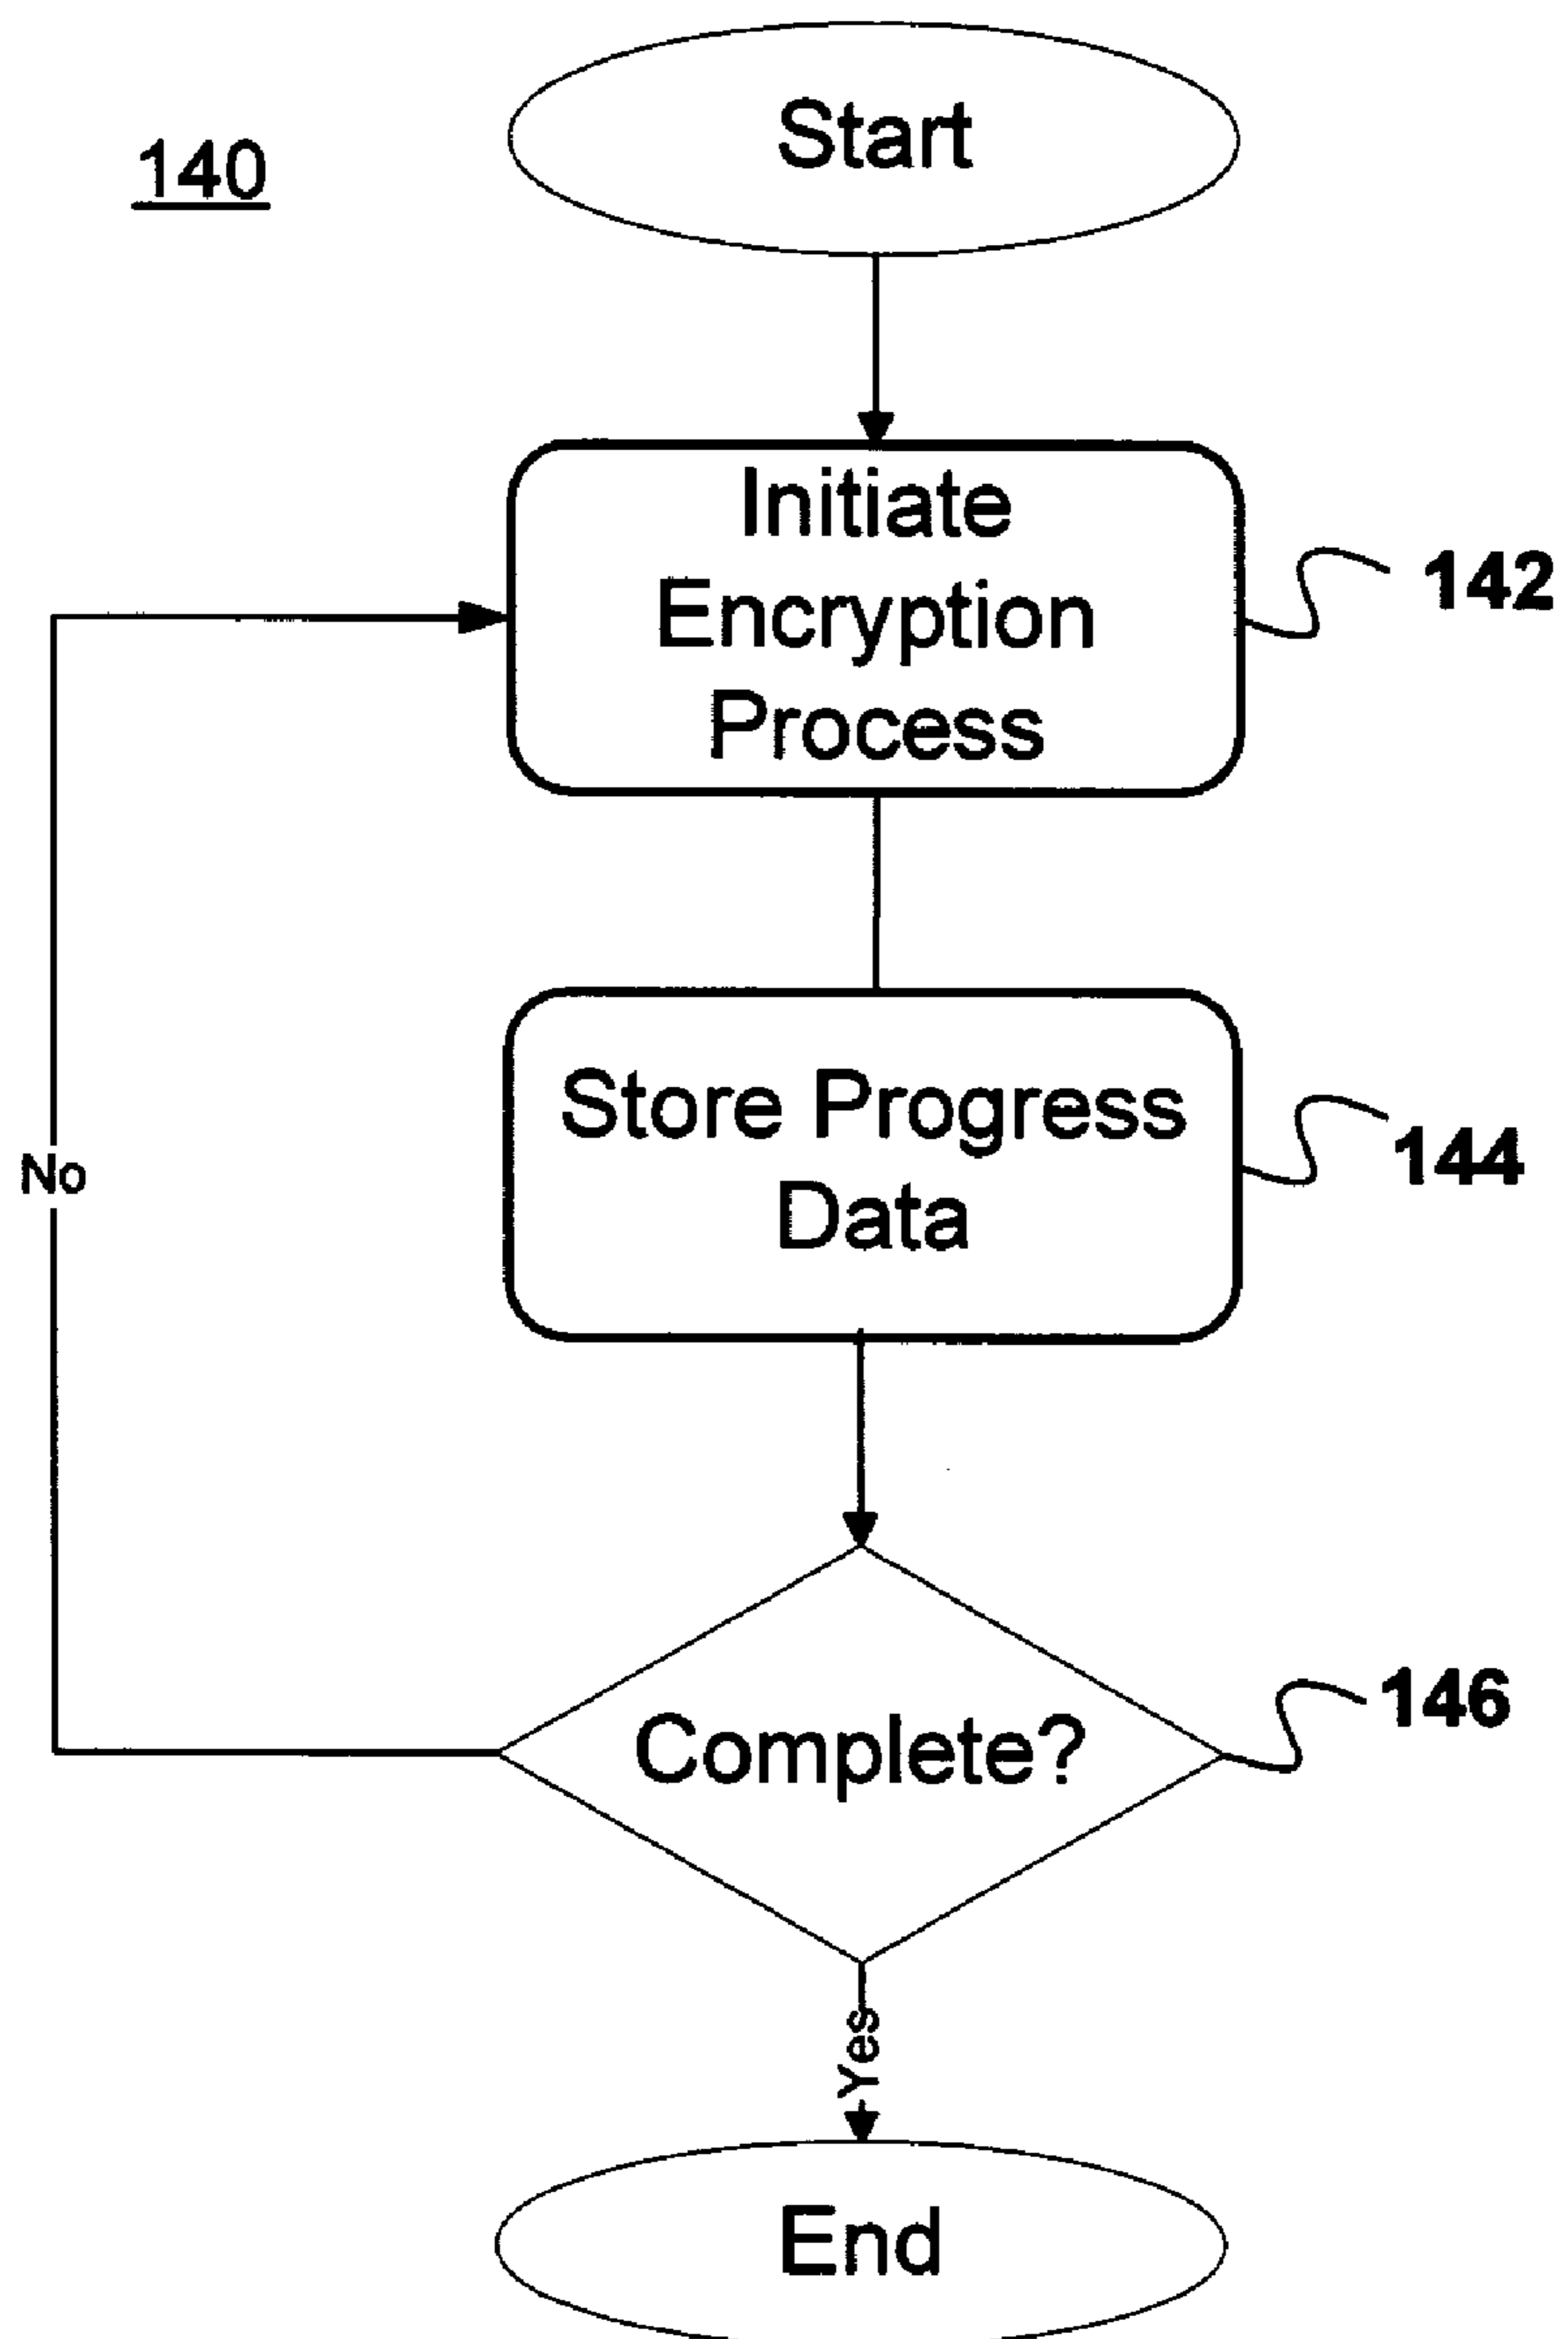 140
Start
Initiate
Encryption
Process
142
Store Progress
Data
144
No
Complete?
146
Yes
End